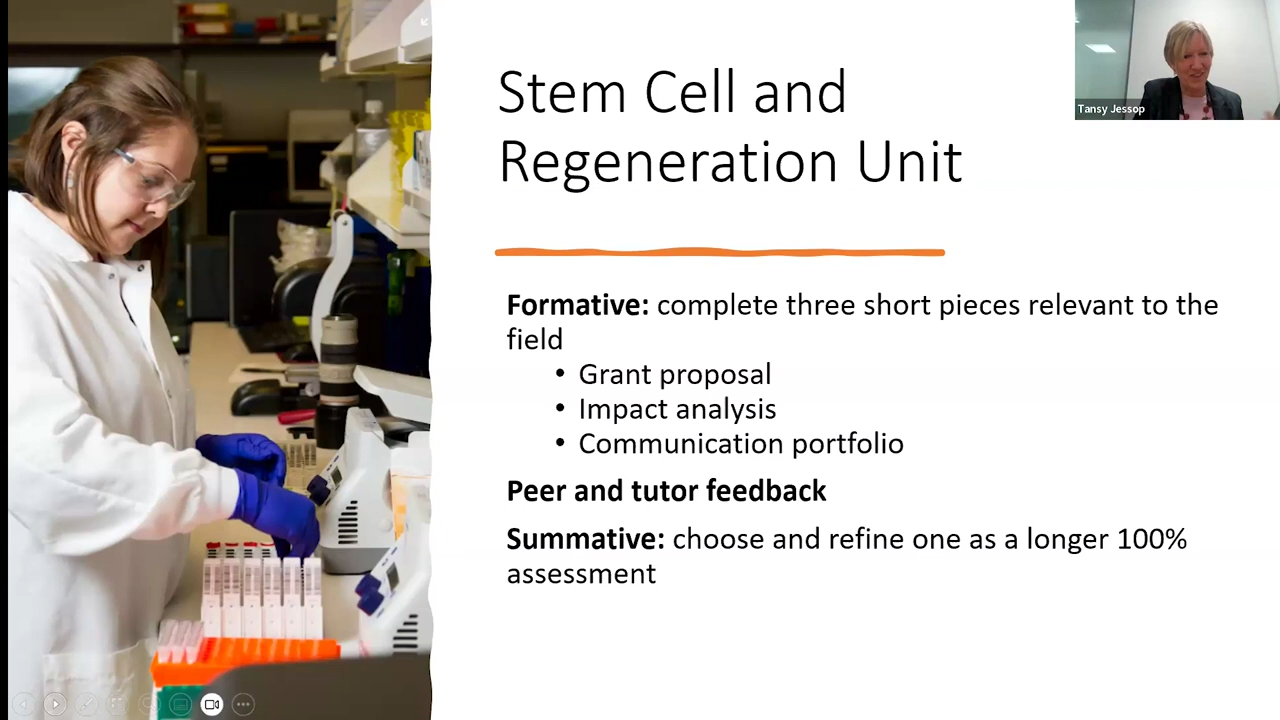 Stem Cell and
Regeneration Unit
Tansy Jessop
Formative: complete three short pieces relevant to the
field
• Grant proposal
• Impact analysis
• Communication portfolio
Peer and tutor feedback
Summative: choose and refine one as a longer 100%
assessment